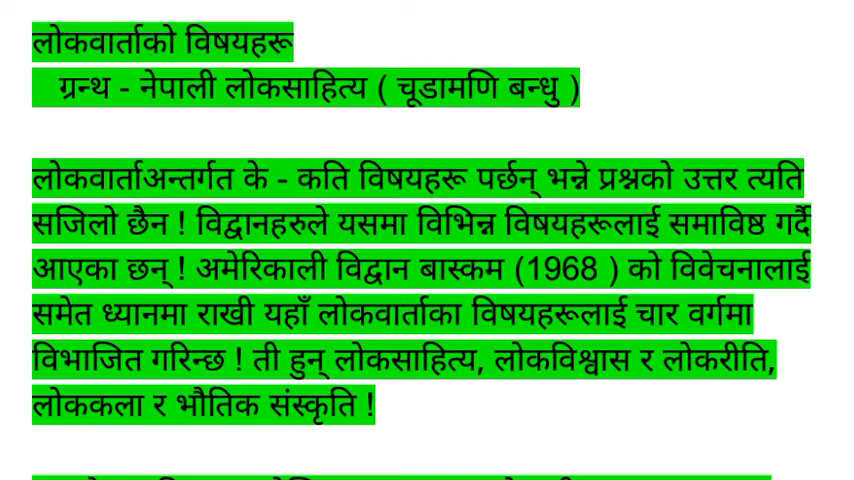 लोकवार्ताको विषयहरू
ग्रन्थ - नेपाली लोकसाहित्य ( चूडामणि बन्धु )
लोकवार्ताअन्तर्गत के - कति विषयहरू पर्छन् भन्ने प्रश्नको उत्तर त्यति
सजिलो छैन ! विद्वानहरुले यसमा विभिन्न विषयहरूलाई समाविष्ठ गर्दै
आएका छन् ! अमेरिकाली विद्वान बास्कम (1968 ) को विवेचनालाई
समेत ध्यानमा राखी यहाँ लोकवार्ताका विषयहरूलाई चार वर्गमा
विभाजित गरिन्छ ! ती हुन् लोकसाहित्य, लोकविश्वास र लोकरीति,
लोककला र भौतिक संस्कृति !